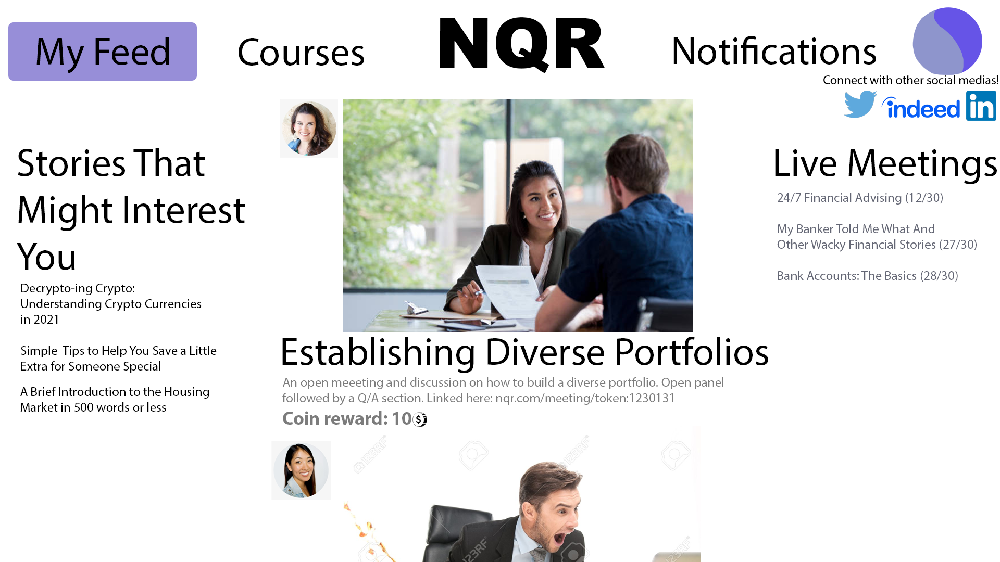 My Feed
Courses
NQR
Notifications
Connect with other social medias!
indeed
in
Stories That
Might Interest
You
Decrypto-ing Crypto:
Understanding Crypto Currencies
in 2021
Simple Tips to Help You Save a Little
Extra for Someone Special
A Brief Introduction to the Housing
Market in 500 words or less
Establishing Diverse Portfolios
An open meeeting and discussion on how to build a diverse portfolio. Open panel
followed by a Q/A section. Linked here: nqr.com/meeting/token:1230131
Coin reward: 10
Live Meetings
24/7 Financial Advising (12/30)
My Banker Told Me What And
Other Wacky Financial Stories (27/30)
Bank Accounts: The Basics (28/30)
123RF
123RF
123RF
123RF